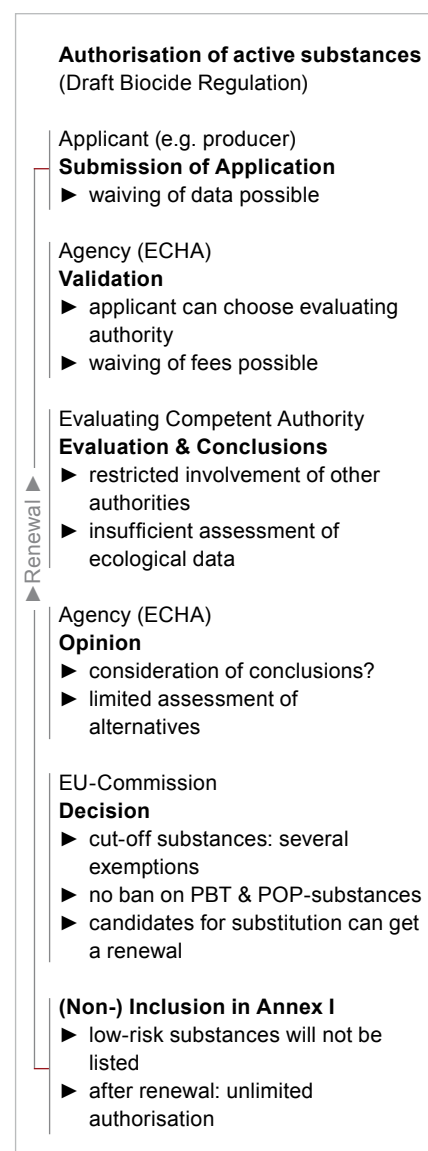 Authorisation of active substances
(Draft Biocide Regulation)
Applicant (e.g. producer)
Submission of Application
► waiving of data possible
Agency (ECHA)
Validation
► applicant can choose evaluating
authority
► waiving of fees possible
Evaluating Competent Authority
Evaluation & Conclusions
► restricted involvement of other
authorities
► insufficient assessment of
ecological data
▲Renewal ▲
Agency (ECHA)
Opinion
► consideration of conclusions?
► limited assessment of
alternatives
EU-Commission
Decision
► cut-off substances: several
exemptions
► no ban on PBT & POP-substances
► candidates for substitution can get
a renewal
(Non-) Inclusion in Annex I
► low-risk substances will not be
listed
► after renewal: unlimited
authorisation